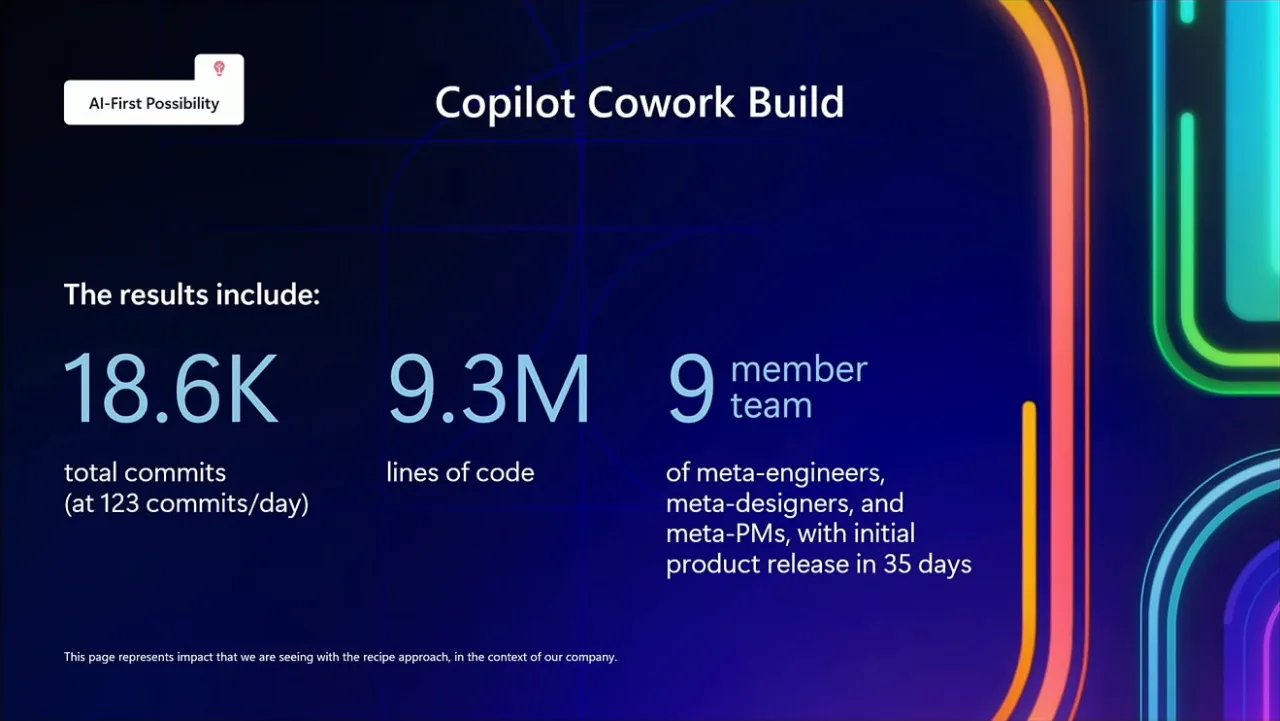 AI-First Possibility
Copilot Cowork Build
The results include:
18.6K
total commits
(at 123 commits/day)
9.3M
lines of code
9 member
team
of meta-engineers,
meta-designers, and
meta-PMs, with initial
product release in 35 days
This page represents impact that we are seeing with the recipe approach, in the context of our company.